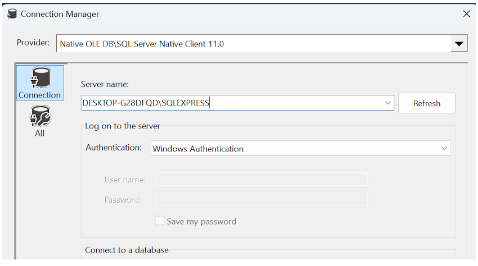 Connection Manager
Provider: Native OLE DB\SQL Server Native Client 11.0
Connection
All
Server name:
DESKTOP-G28DFQD\SQLEXPRESS
Refresh
Log on to the server
Authentication: Windows Authentication
User name:
Password:
Save my password
Connect to a database